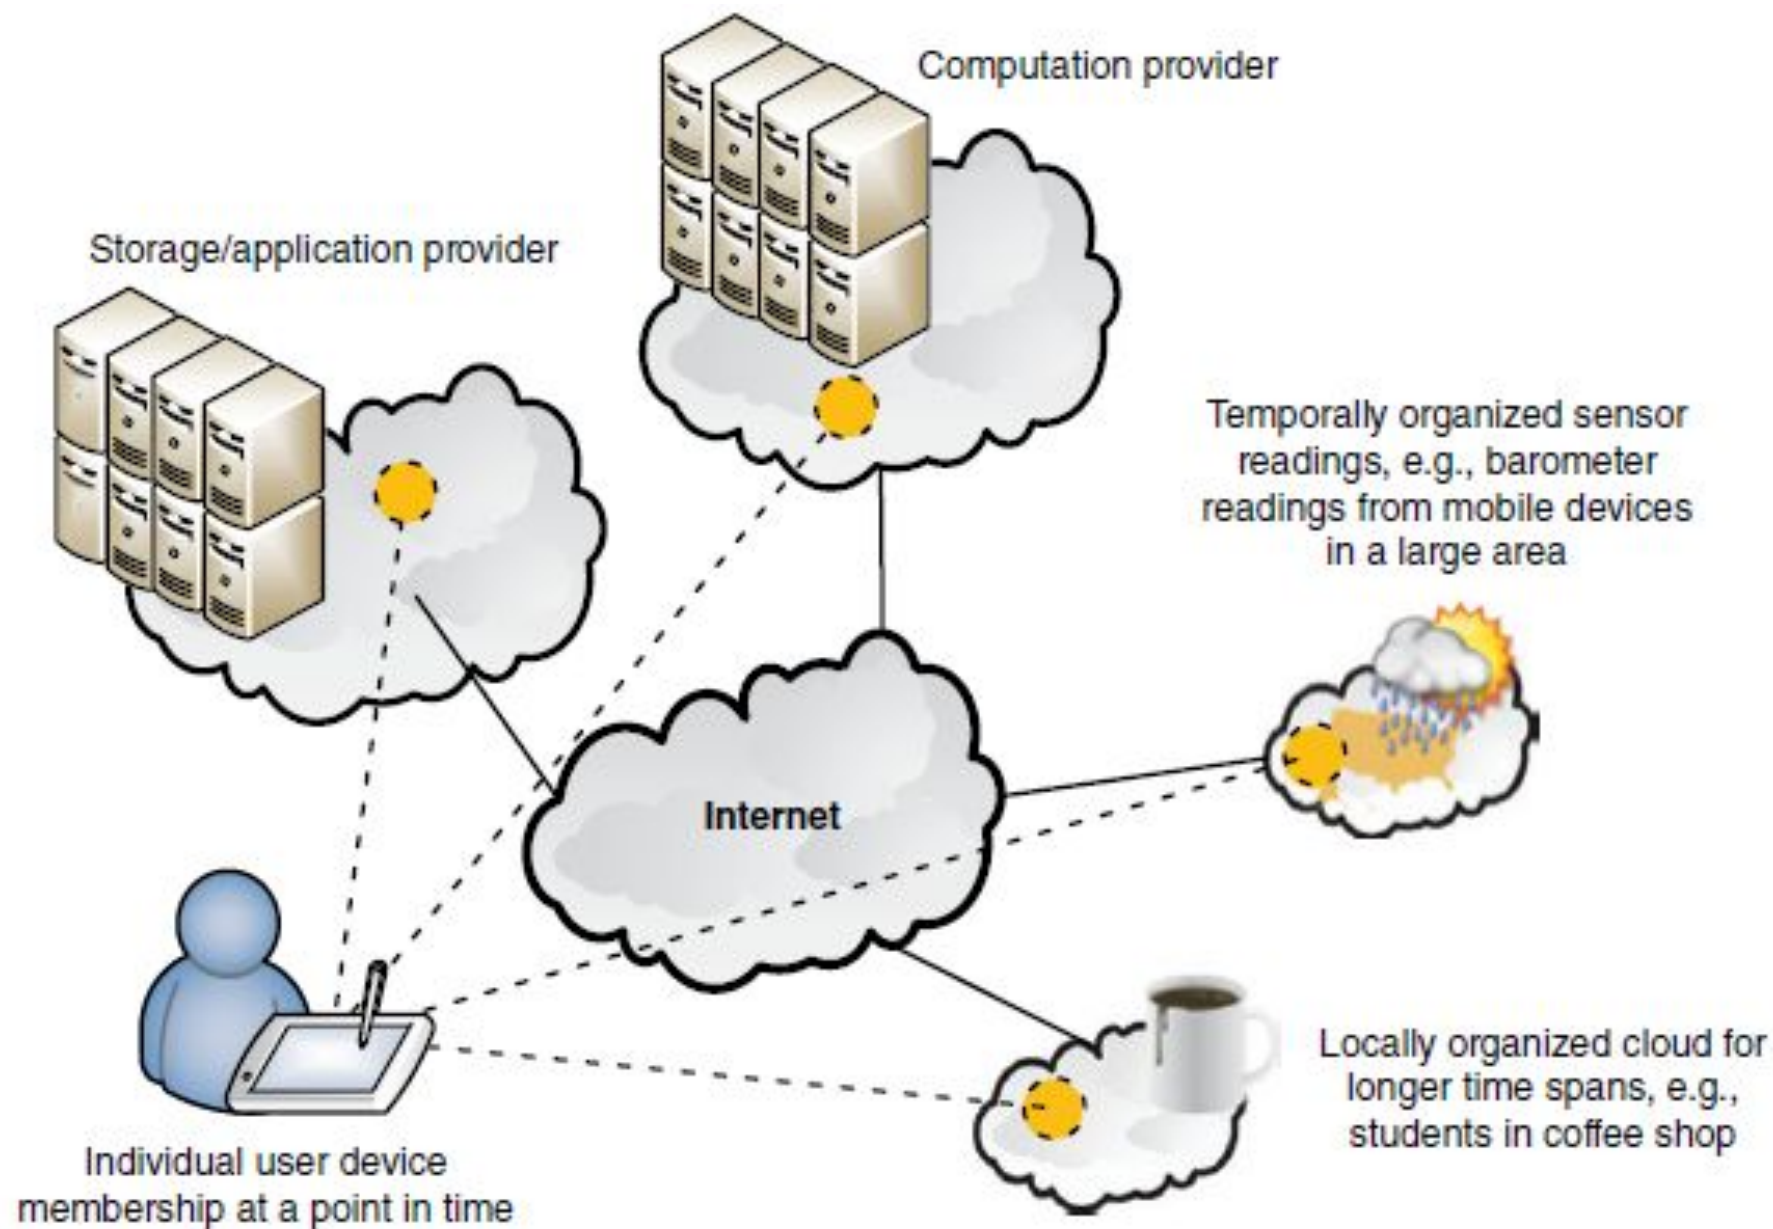 Computation provider
Storage/application provider
Temporally organized sensor
readings, e.g., barometer
readings from mobile devices
in a large area
Internet
Locally organized cloud for
longer time spans, e.g.,
students in coffee shop
Individual user device
membership at a point in time